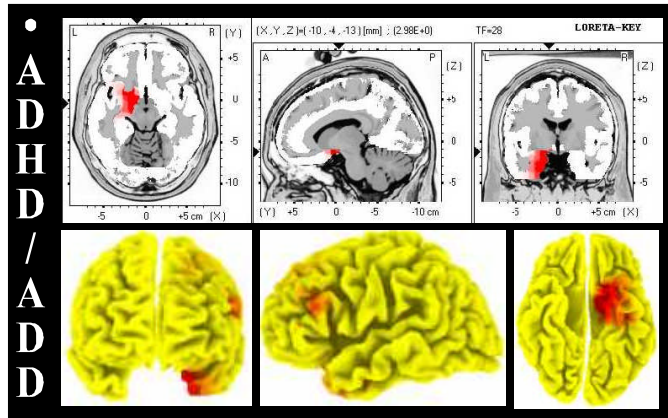 • ADHD/ADD
L R (Y)
+5
0
-5
-10
-5 0 +5 cm (X)
(X, Y, Z)=( -10, -4, -13) [mm] ; (2.98E+0) TF=28 LORETA-KEY
A P (Z)
+5
0
-5
(Y) +5 0 -5 -10 cm
L R (Z)
+5
0
-5
-5 0 +5 cm (X)